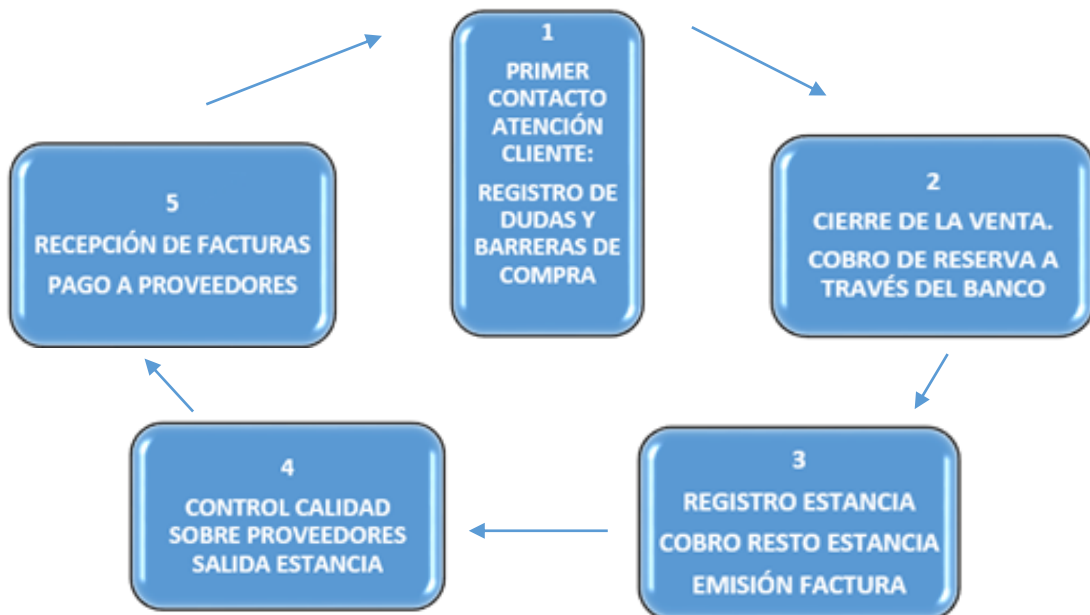 1
PRIMER
CONTACTO
ATENCIÓN
CLIENTE:
REGISTRO DE
DUDAS Y
BARRERAS DE
COMPRA
2
CIERRE DE LA VENTA.
COBRO DE RESERVA A
TRAVÉS DEL BANCO
3
REGISTRO ESTANCIA
COBRO RESTO ESTANCIA
EMISIÓN FACTURA
4
CONTROL CALIDAD
SOBRE PROVEEDORES
SALIDA ESTANCIA
5
RECEPCIÓN DE FACTURAS
PAGO A PROVEEDORES